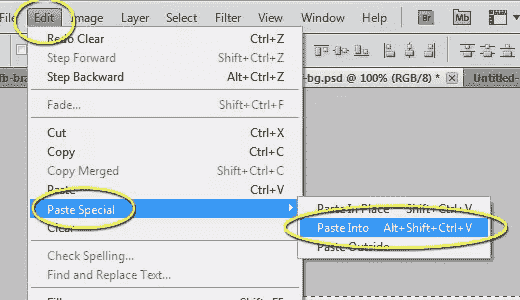 File Edit Image Layer Select Filter View Window Help Br Mb
Redo Clear Ctrl+Z
Step Forward Shift+Ctrl+Z
Step Backward Alt+Ctrl+Z
fb-bra -bg.psd @ 100% (RGB/8) * Untitled-
Fade... Shift+Ctrl+F
Cut Ctrl+X
Copy Ctrl+C
Copy Merged Shift+Ctrl+C
Paste Ctrl+V
Paste Special Paste In Place Shift+Ctrl+V
Clear Paste Into Alt+Shift+Ctrl+V
Paste Outside
Check Spelling...
Find and Replace Text...
Fill... Shift+F5